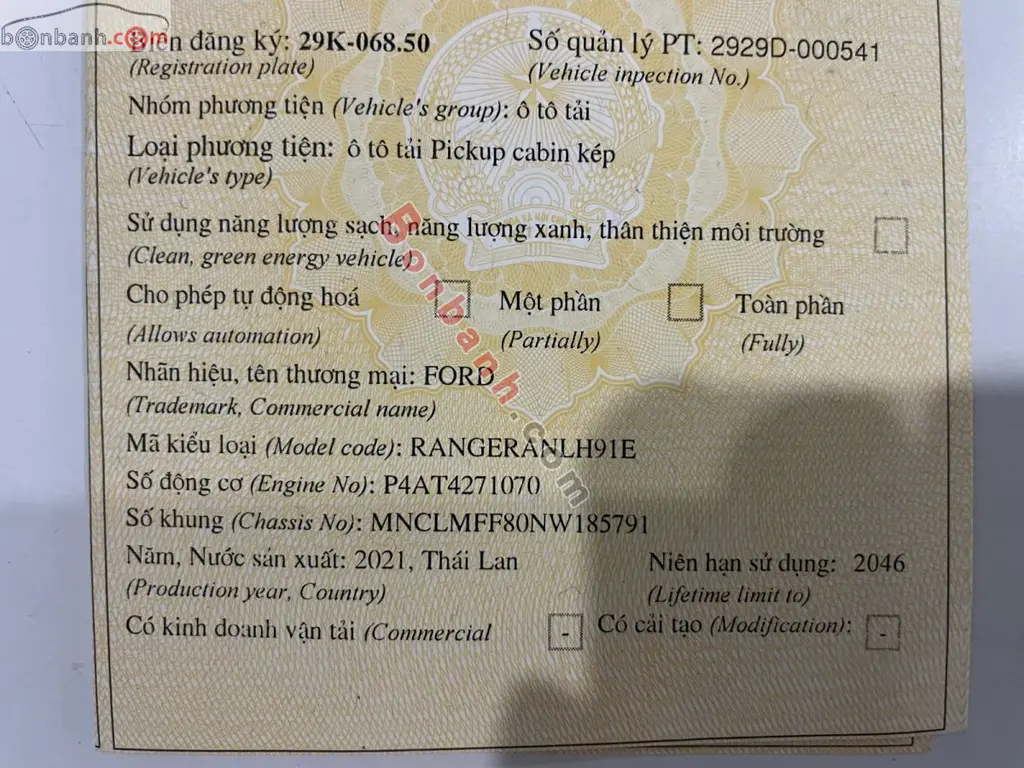 bonbanh.com
Biển đăng ký: 29K-068.50 Số quản lý PT: 2929D-000541
(Registration plate) (Vehicle inpection No.)
Nhóm phương tiện (Vehicle's group): ô tô tải
Loại phương tiện: ô tô tải Pickup cabin kép
(Vehicle's type)
Sử dụng năng lượng sạch, năng lượng xanh, thân thiện môi trường
(Clean, green energy vehicle)
Cho phép tự động hoá Một phần Toàn phần
(Allows automation) (Partially) (Fully)
Nhãn hiệu, tên thương mại: FORD
(Trademark, Commercial name)
Mã kiểu loại (Model code): RANGERANLH91E
Số động cơ (Engine No): P4AT4271070
Số khung (Chassis No): MNCLMFF80NW185791
Năm, Nước sản xuất: 2021, Thái Lan Niên hạn sử dụng: 2046
(Production year, Country) (Lifetime limit to)
Có kinh doanh vận tải (Commercial - Có cải tạo (Modification): -
Bonbanh.com